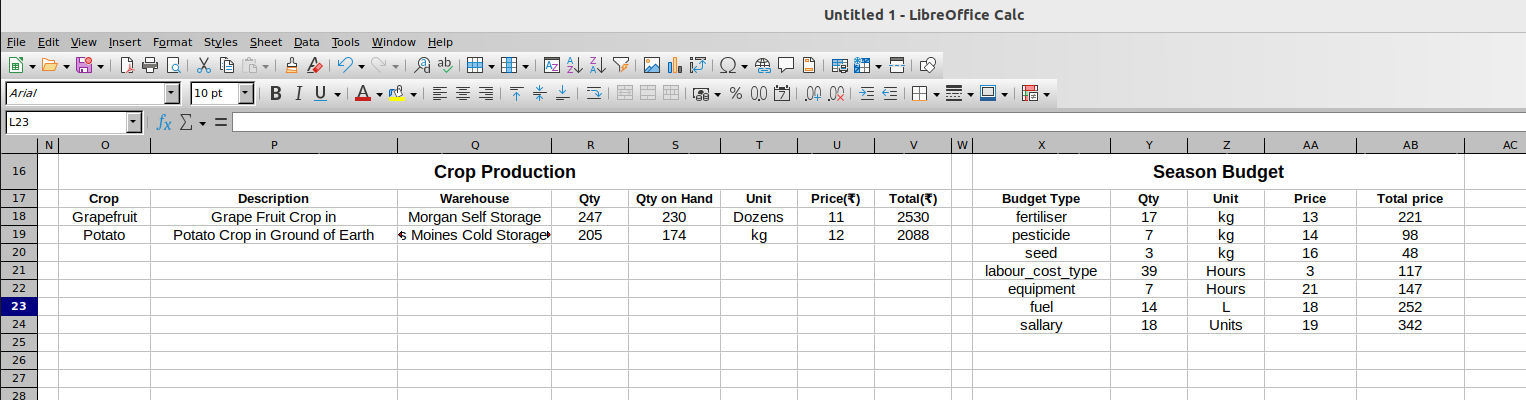 Untitled 1 - LibreOffice Calc
File Edit View Insert Format Styles Sheet Data Tools Window Help
Arial 10 pt
L23
N O P Q R S T U V W X Y Z AA AB AC
16 Crop Production Season Budget
17 Crop Description Warehouse Qty Qty on Hand Unit Price(₹) Total(₹) Budget Type Qty Unit Price Total price
18 Grapefruit Grape Fruit Crop in Morgan Self Storage 247 230 Dozens 11 2530 fertiliser 17 kg 13 221
19 Potato Potato Crop in Ground of Earth s Moines Cold Storage 205 174 kg 12 2088 pesticide 7 kg 14 98
20 seed 3 kg 16 48
21 labour_cost_type 39 Hours 3 117
22 equipment 7 Hours 21 147
23 fuel 14 L 18 252
24 sallary 18 Units 19 342
25
26
27
28